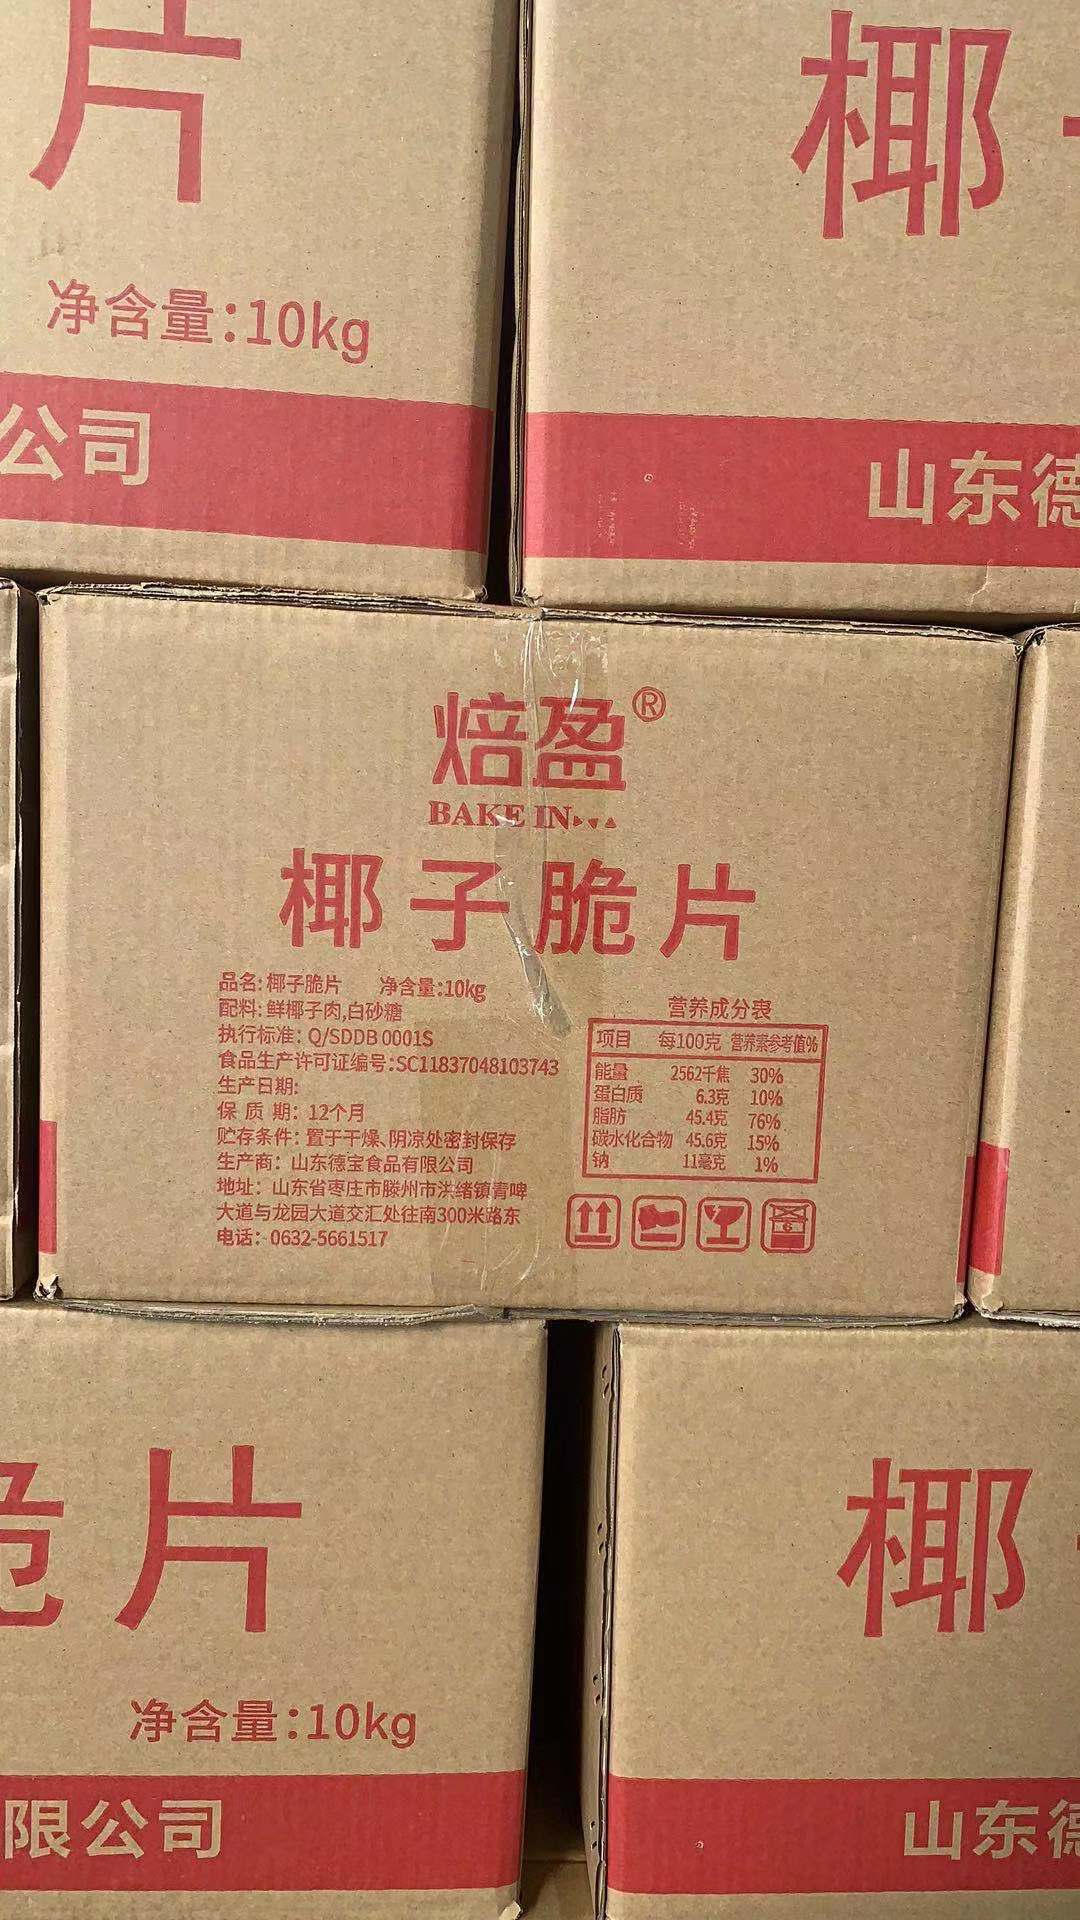 片
净含量:10kg
公司
椰
山东德
焙盈®
BAKE IN
椰子脆片
品名: 椰子脆片 净含量:10kg
配料: 鲜椰子肉,白砂糖
执行标准: Q/SDDB 0001S
食品生产许可证编号:SC11837048103743
生产日期:
保 质 期: 12个月
贮存条件: 置于干燥、阴凉处密封保存
生产商: 山东德宝食品有限公司
地址: 山东省枣庄市滕州市洪绪镇青啤
大道与龙园大道交汇处往南300米路东
电话: 0632-5661517
营养成分表
项目 每100克 营养素参考值%
能量 2562千焦 30%
蛋白质 6.3克 10%
脂肪 45.4克 76%
碳水化合物 45.6克 15%
钠 11毫克 1%
6
脆片
净含量:10kg
限公司
椰
山东德